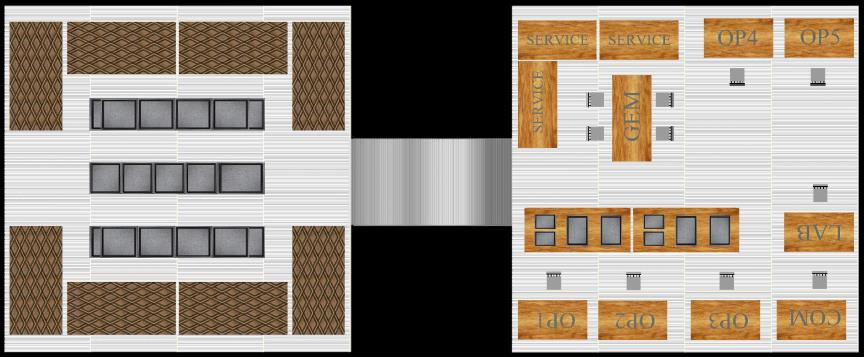 SERVICE
SERVICE
OP4
OP5
SERVICE
GEM
LAB
OP1
OP2
OP3
COM